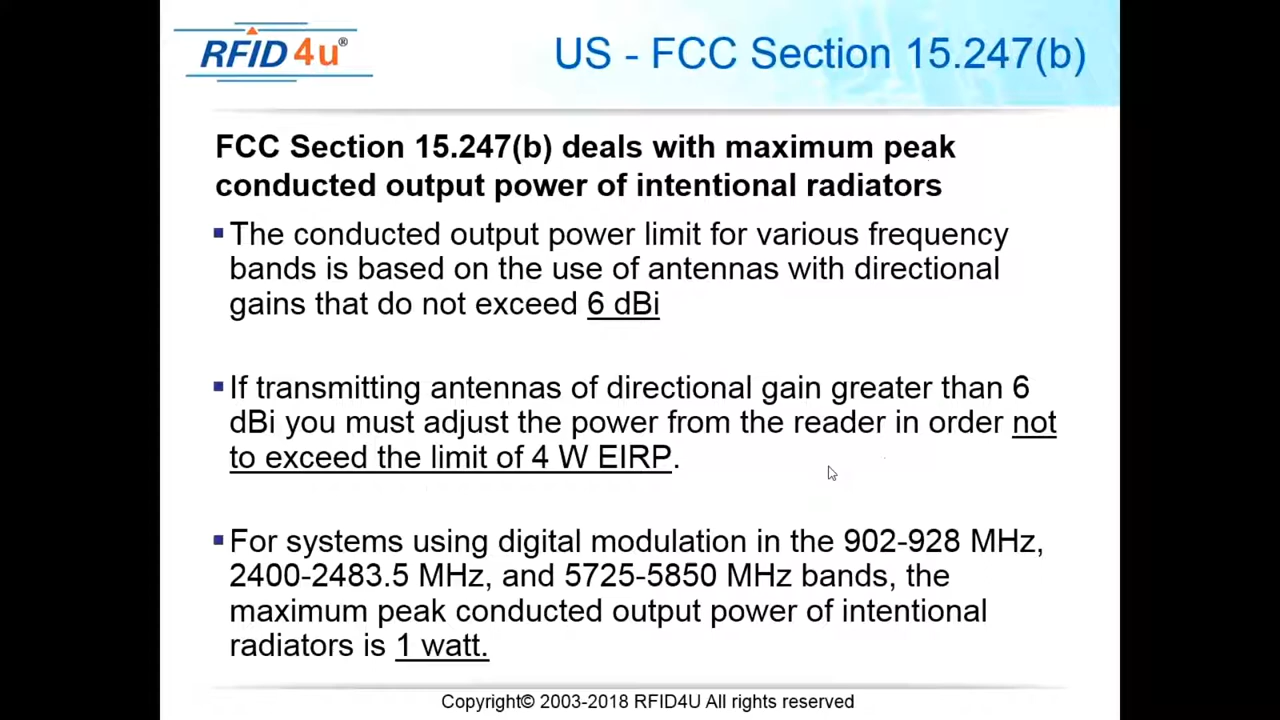 RFID4u®
US - FCC Section 15.247(b)
FCC Section 15.247(b) deals with maximum peak
conducted output power of intentional radiators
The conducted output power limit for various frequency
bands is based on the use of antennas with directional
gains that do not exceed 6 dBi
If transmitting antennas of directional gain greater than 6
dBi you must adjust the power from the reader in order not
to exceed the limit of 4 W EIRP.
For systems using digital modulation in the 902-928 MHz,
2400-2483.5 MHz, and 5725-5850 MHz bands, the
maximum peak conducted output power of intentional
radiators is 1 watt.
Copyright© 2003-2018 RFID4U All rights reserved